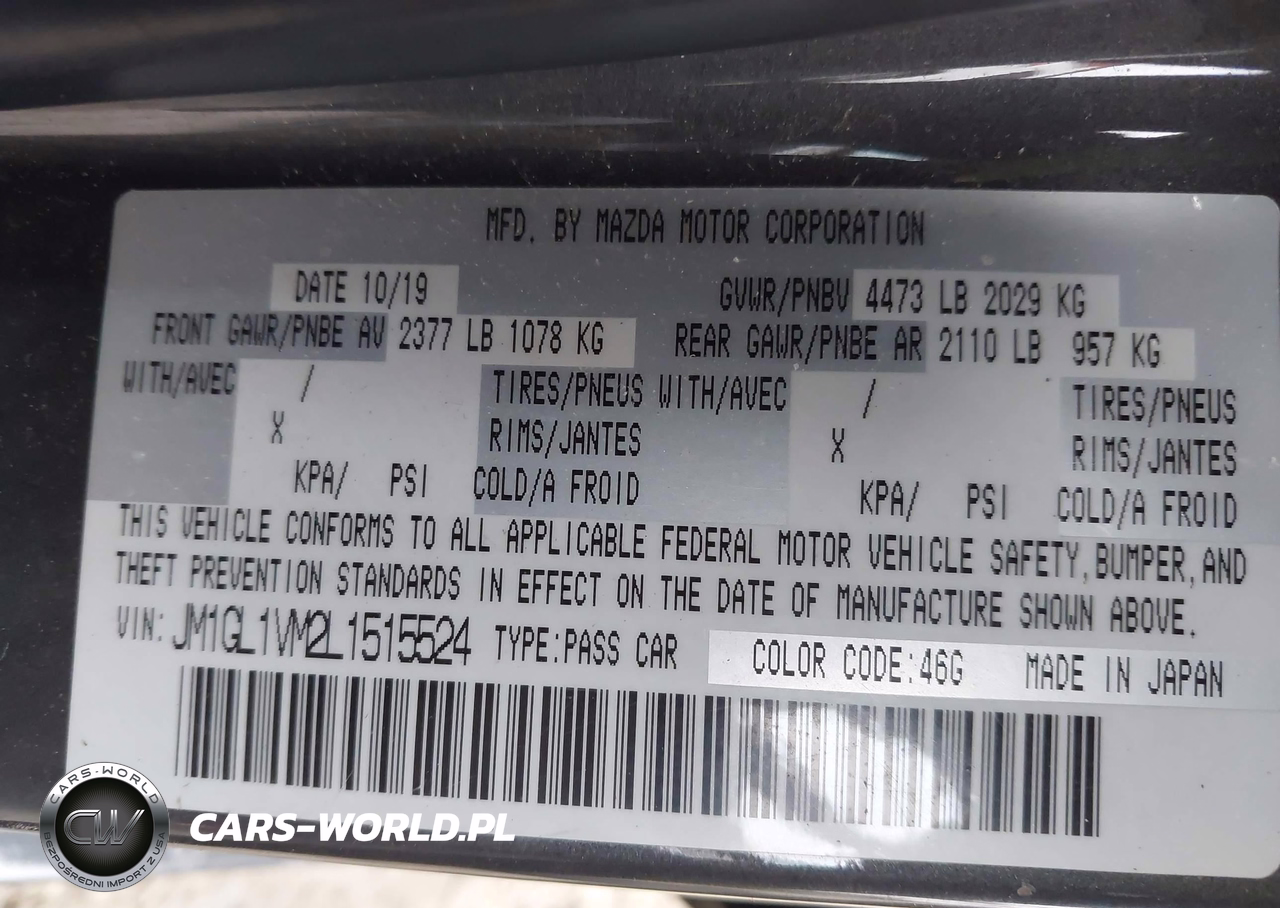 MFD. BY MAZDA MOTOR CORPORATION
DATE 10/19 GVWR/PNBV 4473 LB 2029 KG
FRONT GAWR/PNBE AV 2377 LB 1078 KG REAR GAWR/PNBE AR 2110 LB 957 KG
WITH/AVEC / TIRES/PNEUS WITH/AVEC / TIRES/PNEUS
X RIMS/JANTES X RIMS/JANTES
KPA/ PSI COLD/A FROID KPA/ PSI COLD/A FROID
THIS VEHICLE CONFORMS TO ALL APPLICABLE FEDERAL MOTOR VEHICLE SAFETY, BUMPER, AND
THEFT PREVENTION STANDARDS IN EFFECT ON THE DATE OF MANUFACTURE SHOWN ABOVE.
VIN: JM1GL1VM2L1515524 TYPE:PASS CAR COLOR CODE:46G MADE IN JAPAN
CARS-WORLD
CW
BEZPOŚREDNI IMPORT Z USA
CARS-WORLD.PL